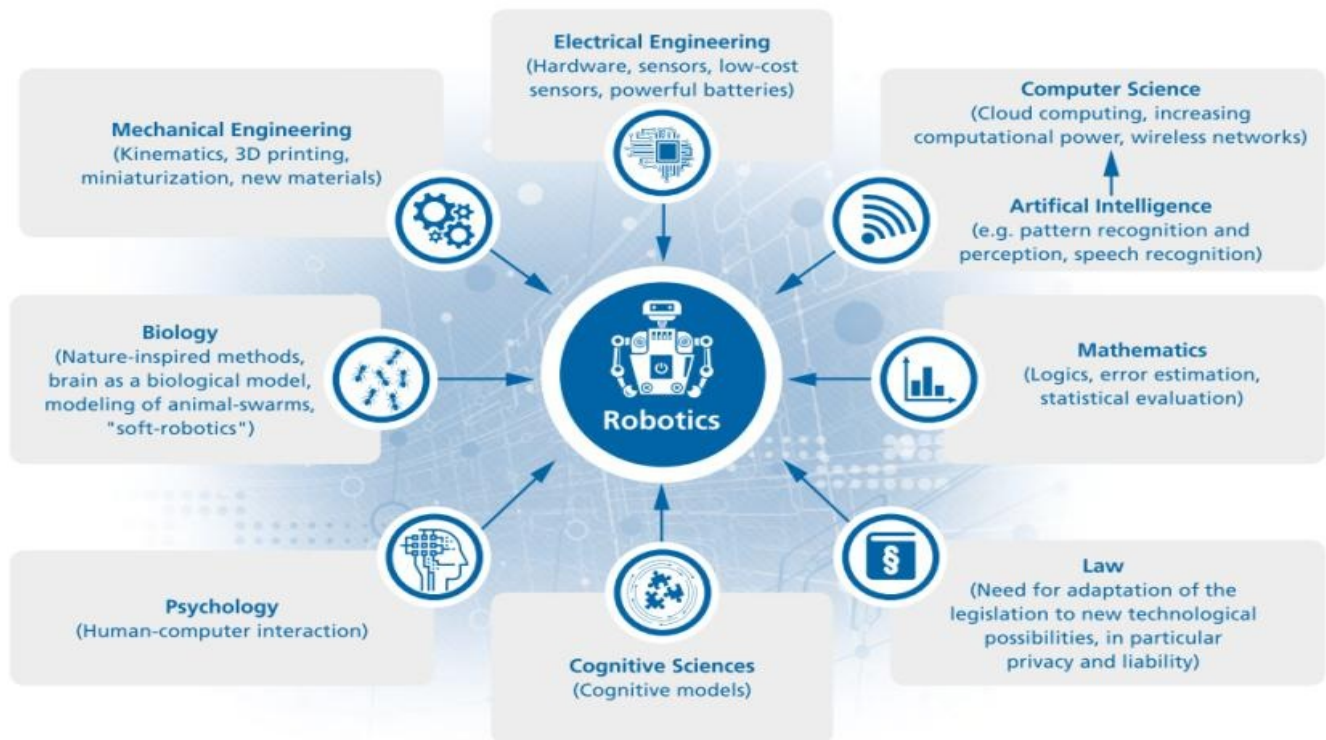 Electrical Engineering
(Hardware, sensors, low-cost
sensors, powerful batteries)
Mechanical Engineering
(Kinematics, 3D printing,
miniaturization, new materials)
Computer Science
(Cloud computing, increasing
computational power, wireless networks)
Artifical Intelligence
(e.g. pattern recognition and
perception, speech recognition)
Biology
(Nature-inspired methods,
brain as a biological model,
modeling of animal-swarms,
"soft-robotics")
Robotics
Mathematics
(Logics, error estimation,
statistical evaluation)
Psychology
(Human-computer interaction)
Cognitive Sciences
(Cognitive models)
§
Law
(Need for adaptation of the
legislation to new technological
possibilities, in particular
privacy and liability)